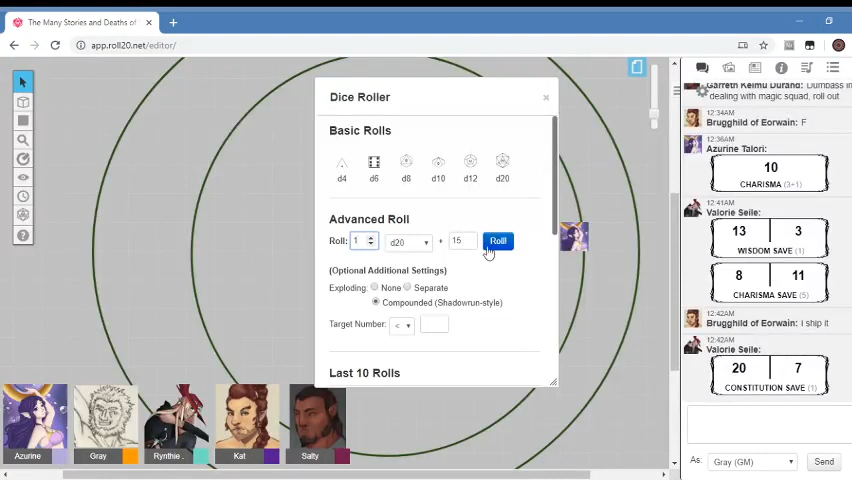 The Many Stories and Deaths of
app.roll20.net/editor/
Dice Roller
Basic Rolls
d4
d6
d8
d10
d12
d20
Advanced Roll
Roll: 1 d20 + 15 Roll!
(Optional Additional Settings)
Exploding: None Separate
Compounded (Shadowrun-style)
Target Number: <
Last 10 Rolls
Azurine
Gray
Rynthie .
Kat
Salty
Garreth Keimu Durand: Dumbass in
dealing with magic squad, roll out
12:34AM
Brugghild of Eorwain: F
12:36AM
Azurine Talori:
10
CHARISMA (3+1)
12:41AM
Valorie Seile:
13 3
WISDOM SAVE (1)
8 11
CHARISMA SAVE (5)
12:42AM
Brugghild of Eorwain: I ship it
12:42AM
Valorie Seile:
20 7
CONSTITUTION SAVE (1)
As: Gray (GM) Send